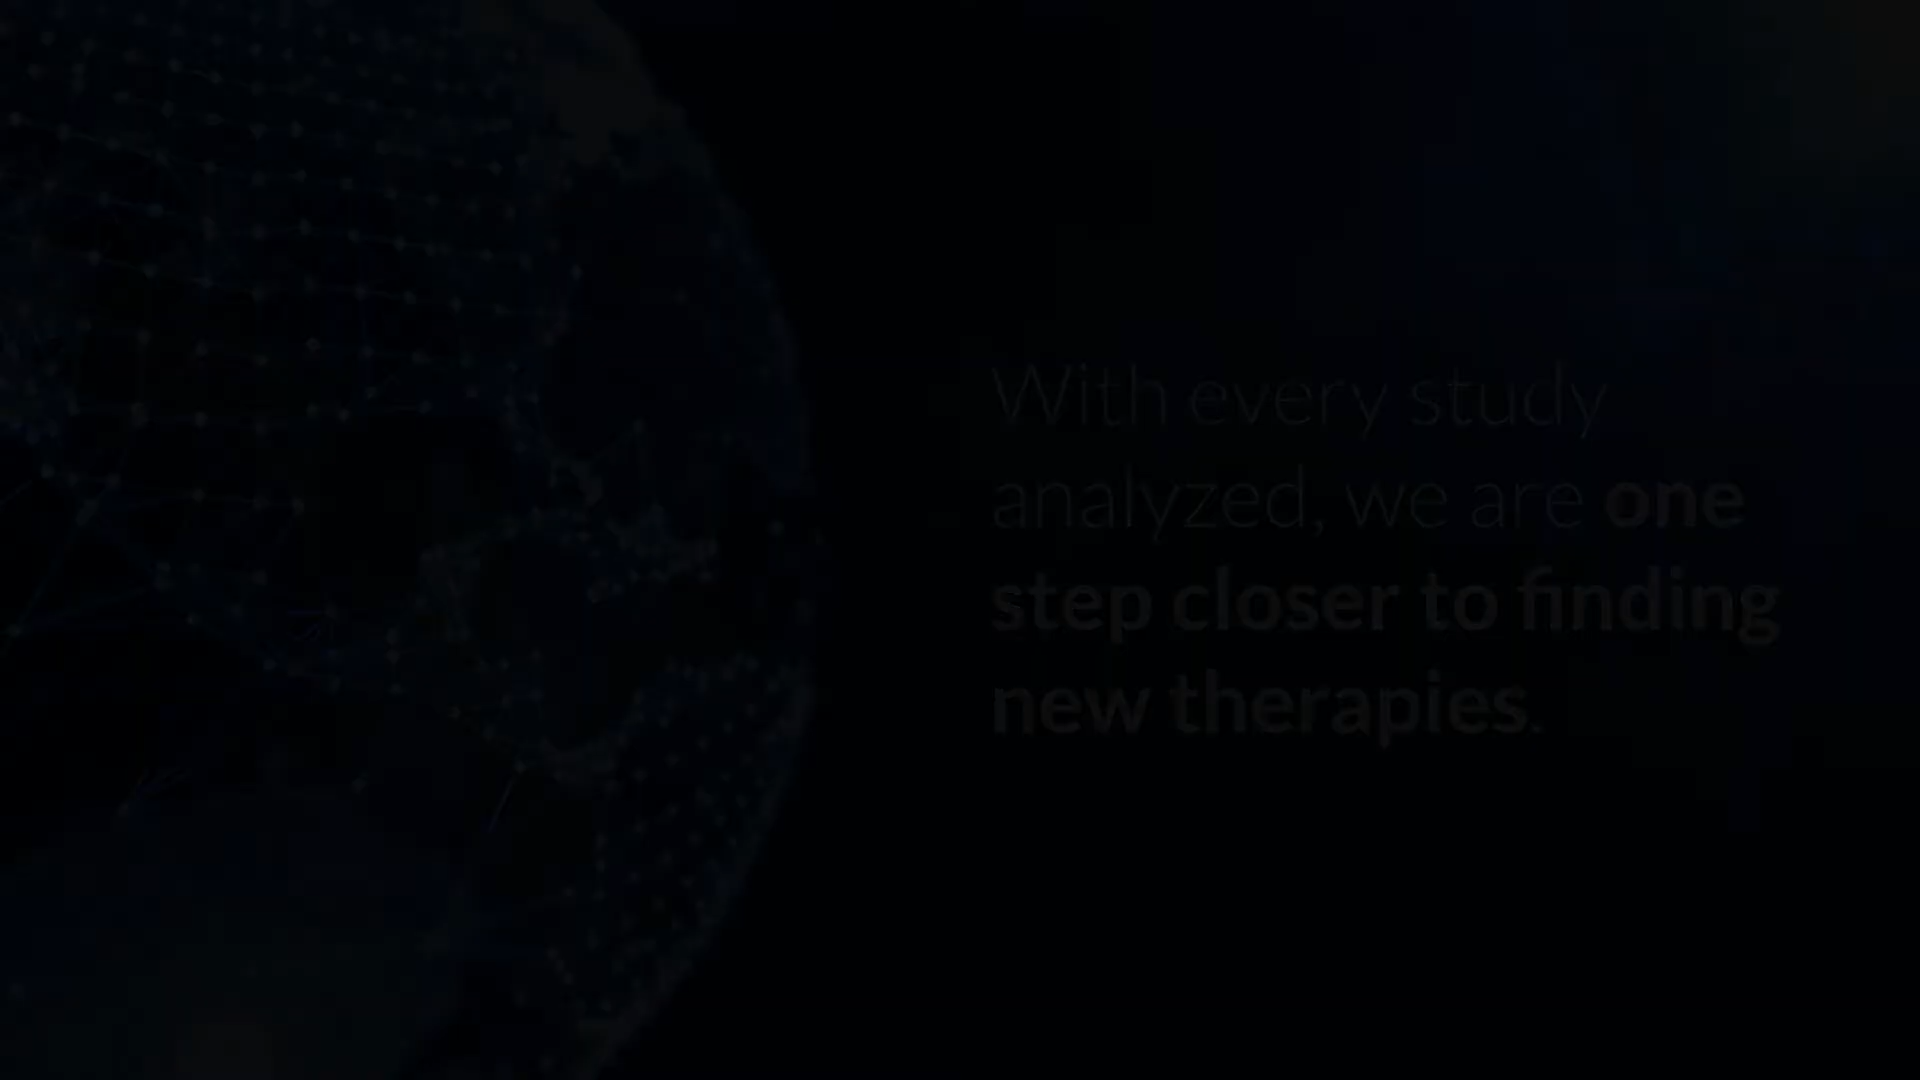 With every study
analyzed, we are one
step closer to finding
new therapies.